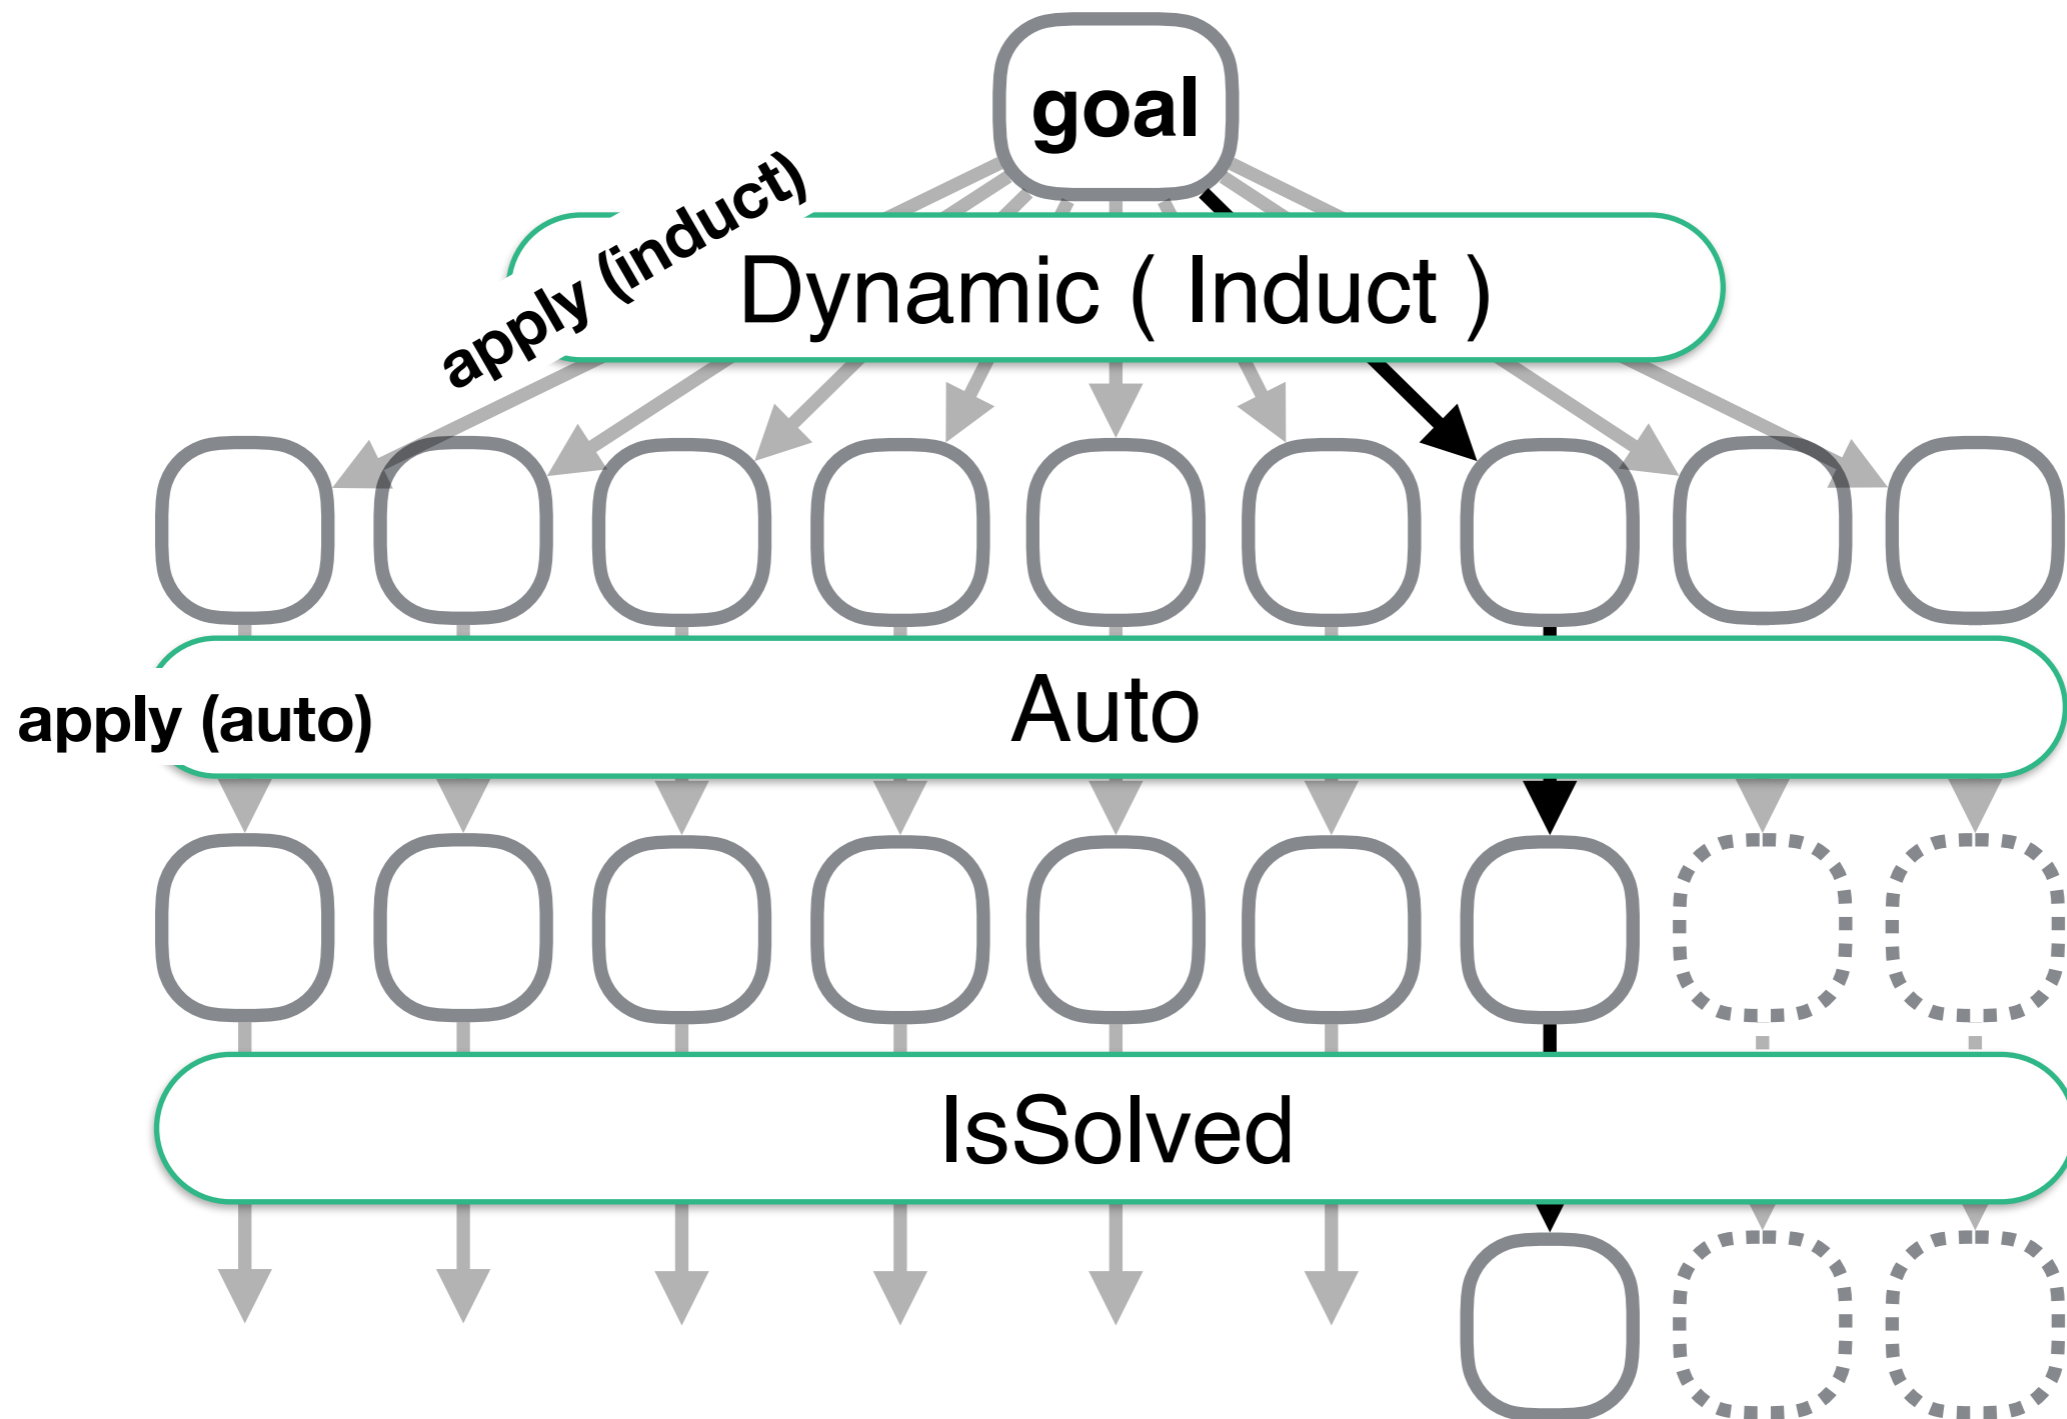 goal
apply (induct)
Dynamic ( Induct )
apply (auto)
Auto
IsSolved